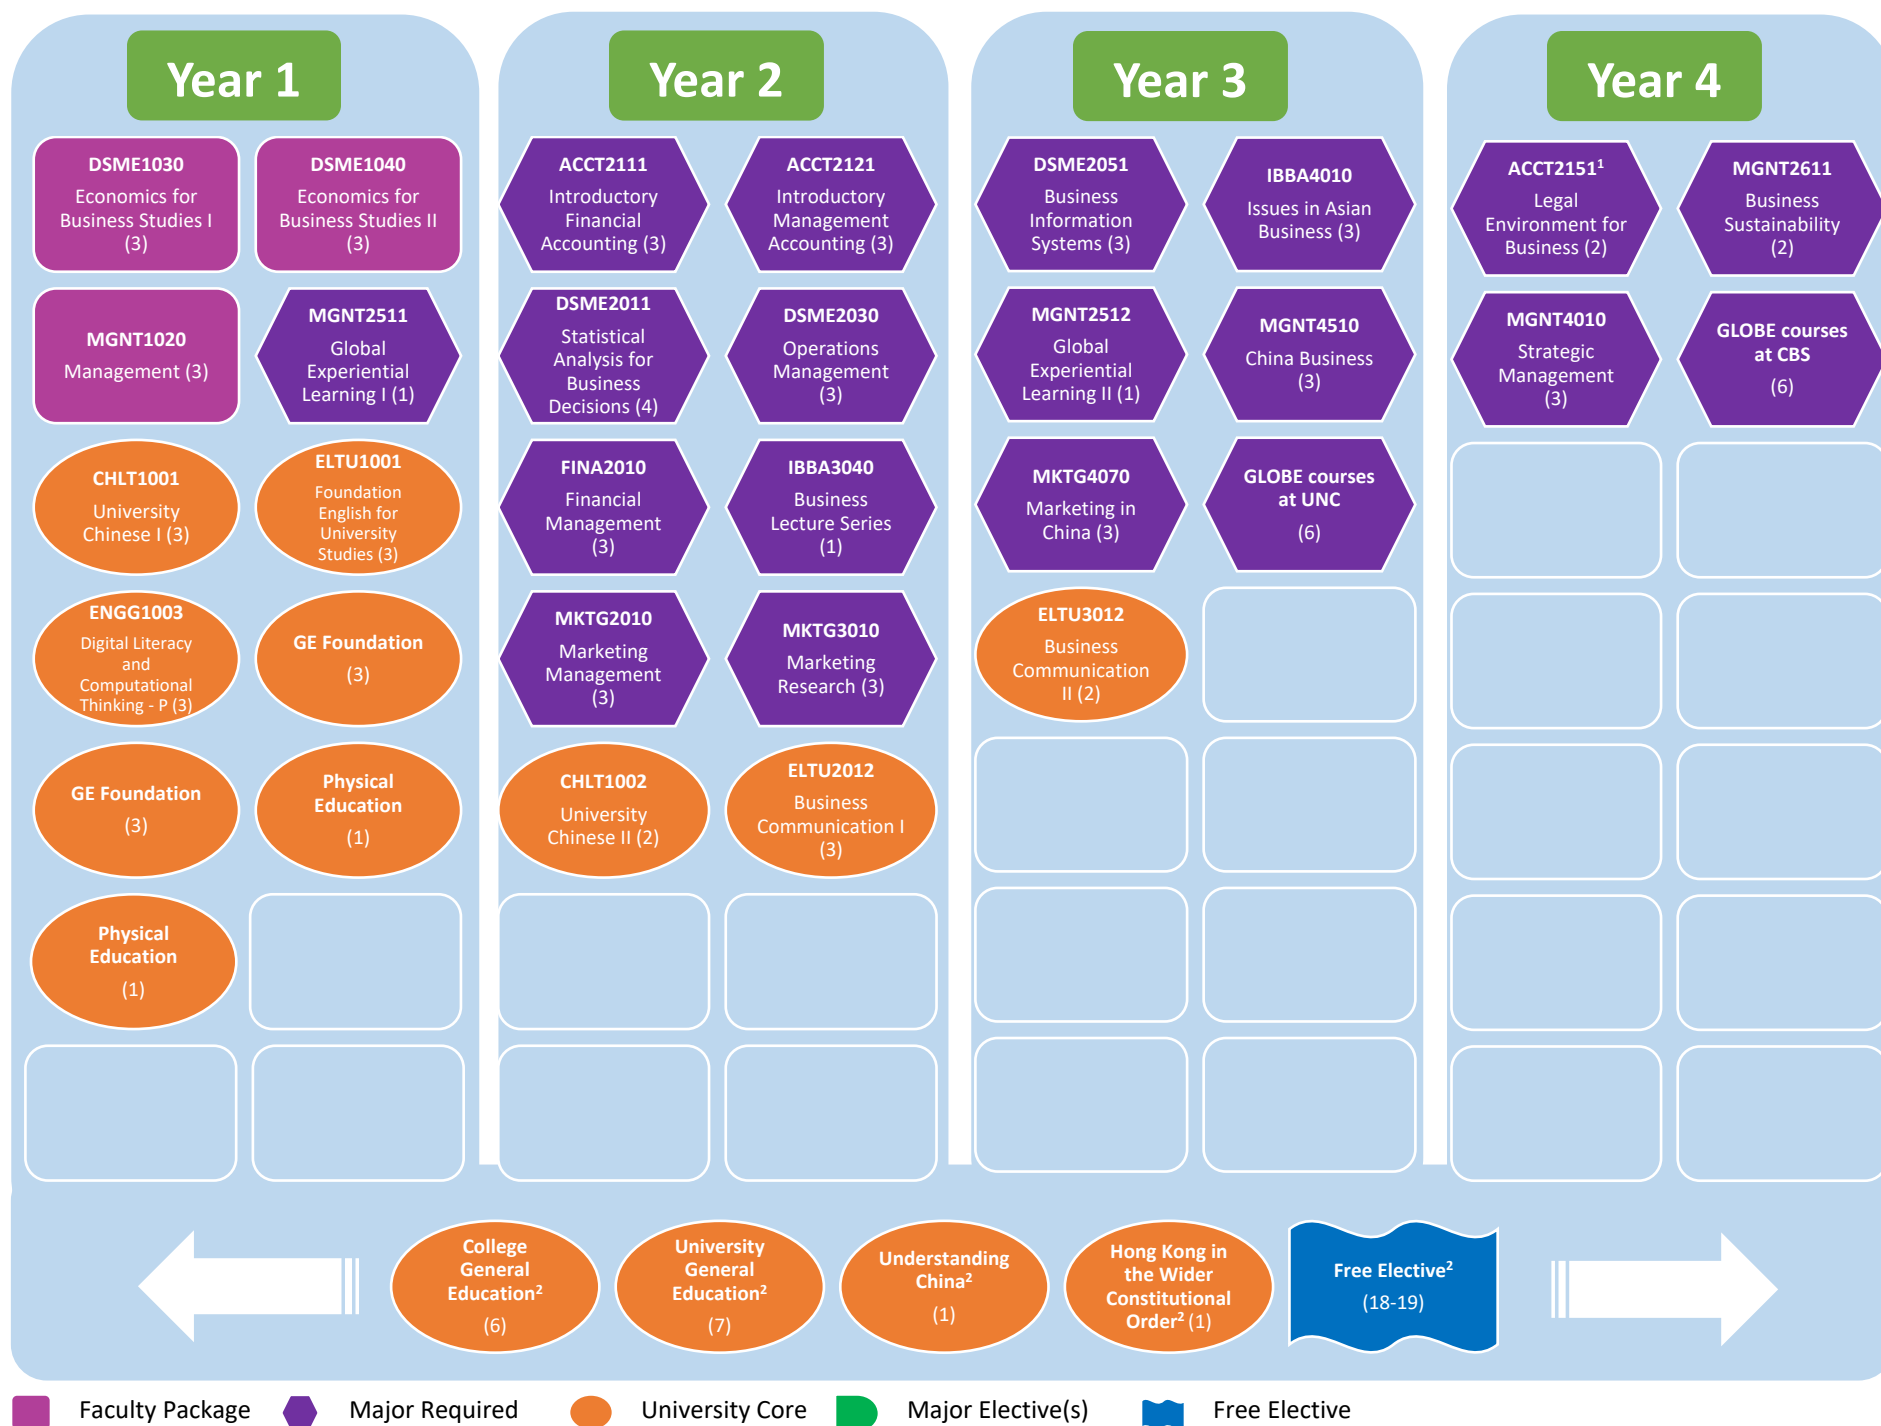 Year 1
DSME1030
Economics for
Business Studies I
(3)
DSME1040
Economics for
Business Studies II
(3)
MGNT1020
Management (3)
MGNT2511
Global
Experiential
Learning I (1)
CHLT1001
University
Chinese I (3)
ELTU1001
Foundation
English for
University
Studies (3)
ENGG1003
Digital Literacy
and
Computational
Thinking - P (3)
GE Foundation
(3)
GE Foundation
(3)
Physical
Education
(1)
Physical
Education
(1)
Year 2
ACCT2111
Introductory
Financial
Accounting (3)
ACCT2121
Introductory
Management
Accounting (3)
DSME2011
Statistical
Analysis for
Business
Decisions (4)
DSME2030
Operations
Management
(3)
FINA2010
Financial
Management
(3)
IBBA3040
Business
Lecture Series
(1)
MKTG2010
Marketing
Management
(3)
MKTG3010
Marketing
Research (3)
CHLT1002
University
Chinese II (2)
ELTU2012
Business
Communication I
(3)
Year 3
DSME2051
Business
Information
Systems (3)
IBBA4010
Issues in Asian
Business (3)
MGNT2512
Global
Experiential
Learning II (1)
MGNT4510
China Business
(3)
MKTG4070
Marketing in
China (3)
GLOBE courses
at UNC
(6)
ELTU3012
Business
Communication
II (2)
Year 4
ACCT2151¹
Legal
Environment for
Business (2)
MGNT2611
Business
Sustainability
(2)
MGNT4010
Strategic
Management
(3)
GLOBE courses
at CBS
(6)
College
General
Education²
(6)
University
General
Education²
(7)
Understanding
China²
(1)
Hong Kong in
the Wider
Constitutional
Order² (1)
Free Elective²
(18-19)
Faculty Package
Major Required
University Core
Major Elective(s)
Free Elective